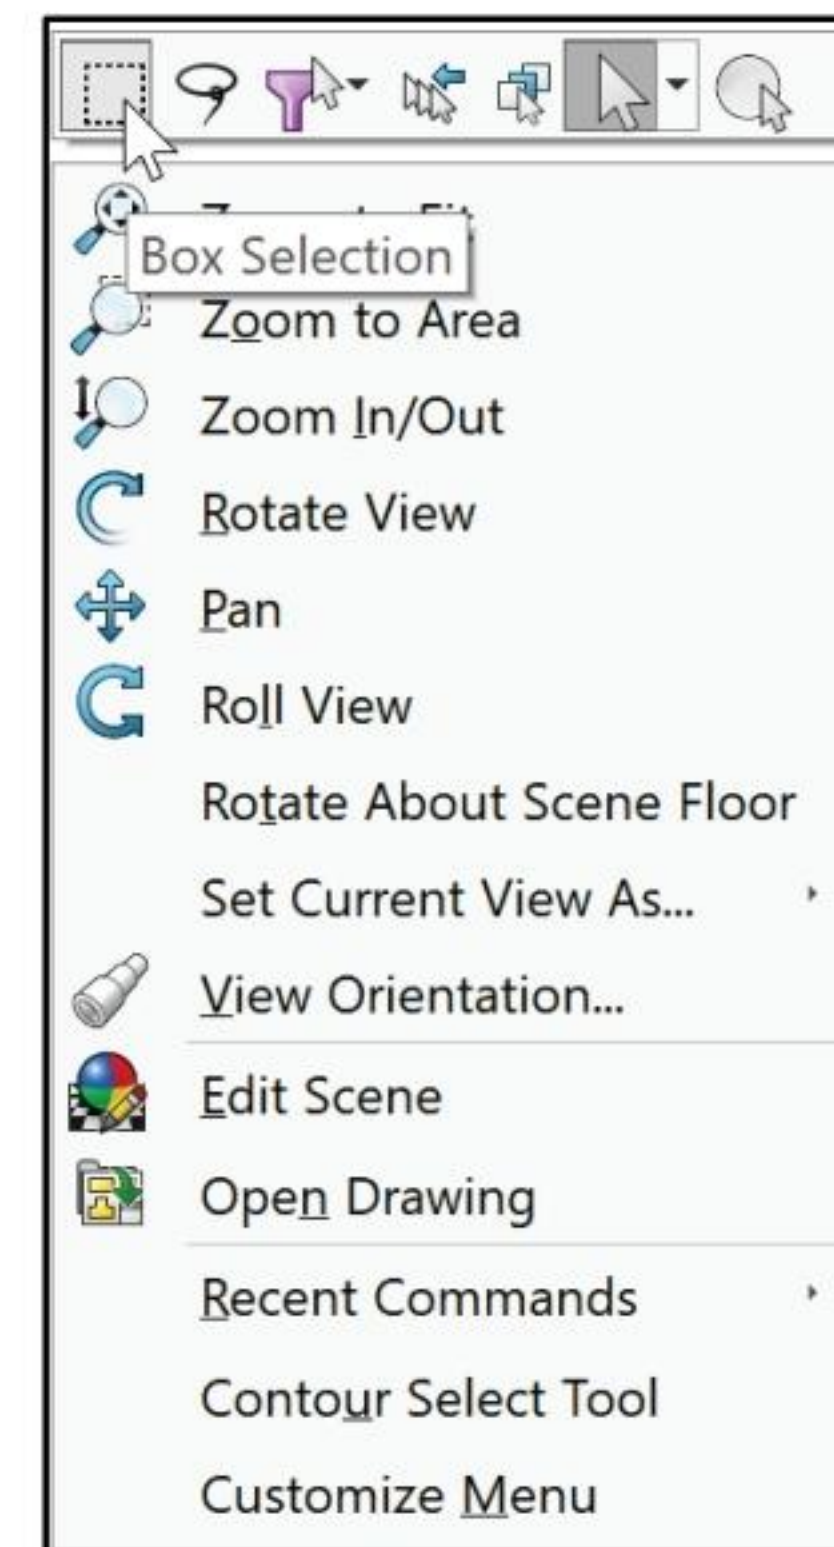 Box Selection
Zoom to Area
Zoom In/Out
Rotate View
Pan
Roll View
Rotate About Scene Floor
Set Current View As...
View Orientation...
Edit Scene
Open Drawing
Recent Commands
Contour Select Tool
Customize Menu